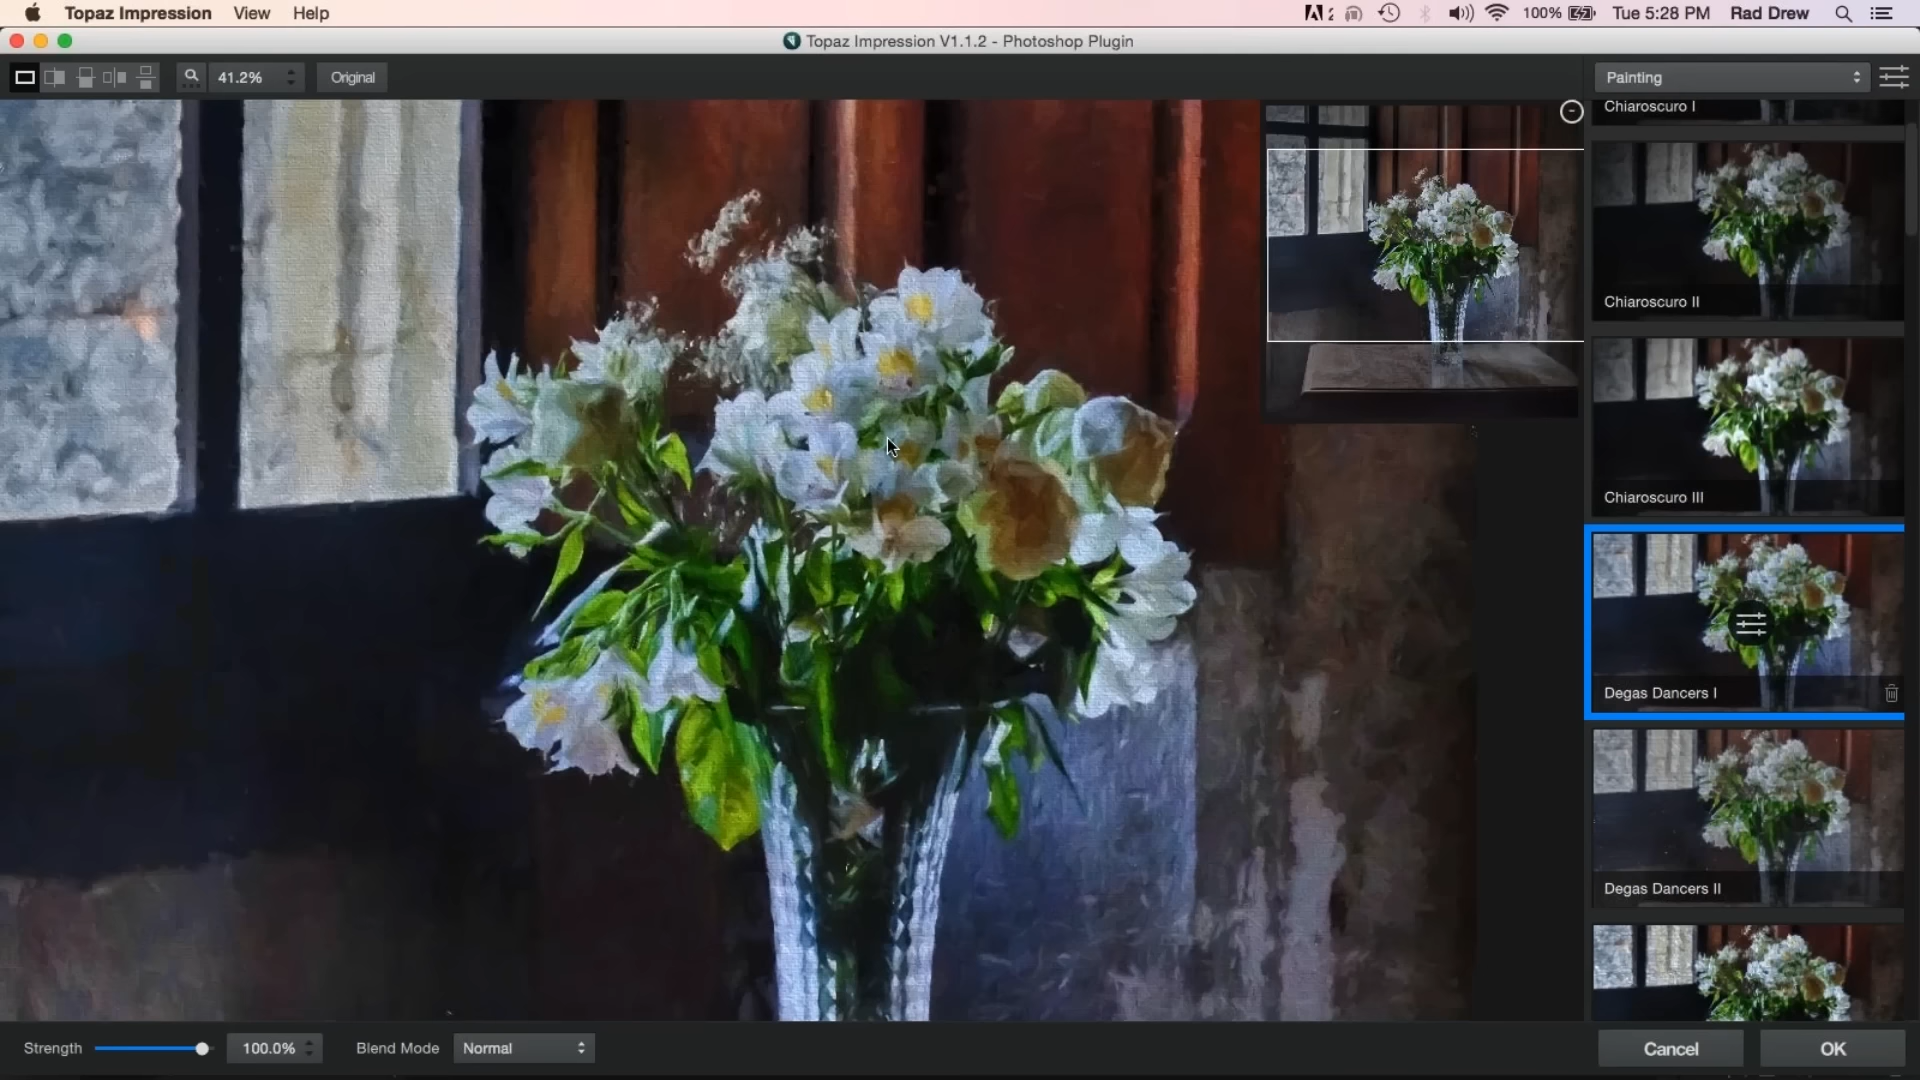 Topaz Impression View Help
2 100% Tue 5:28 PM Rad Drew
Topaz Impression V1.1.2 - Photoshop Plugin
41.2% Original
Painting
Chiaroscuro I
Chiaroscuro II
Chiaroscuro III
Degas Dancers I
Degas Dancers II
Strength 100.0% Blend Mode Normal
Cancel OK